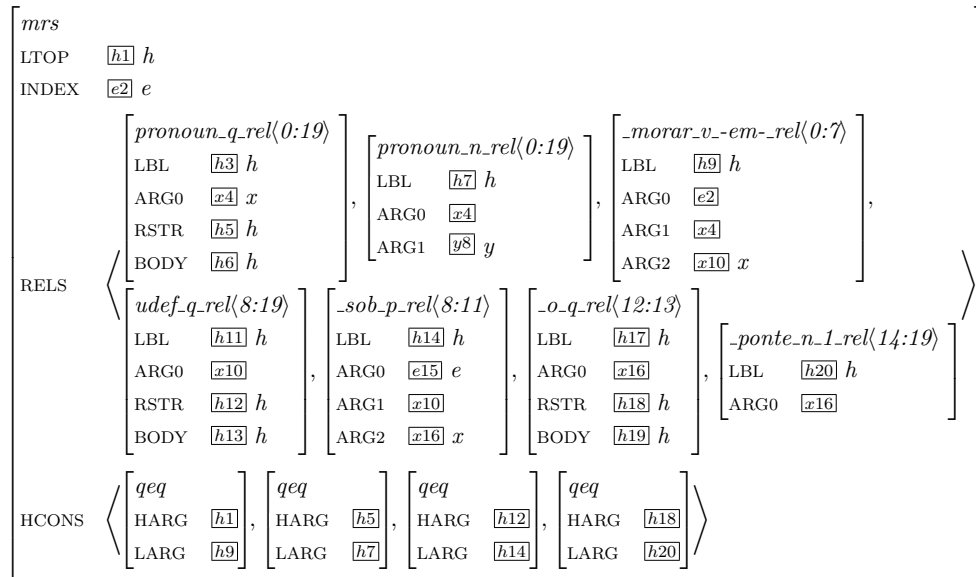 mrs
LTOP h1 h
INDEX e2 e
RELS ⟨ [ pronoun_q_rel⟨0:19⟩
LBL h3 h
ARG0 x4 x
RSTR h5 h
BODY h6 h ],
[ pronoun_n_rel⟨0:19⟩
LBL h7 h
ARG0 x4
ARG1 y8 y ],
[ _morar_v_-em-_rel⟨0:7⟩
LBL h9 h
ARG0 e2
ARG1 x4
ARG2 x10 x ],
[ udef_q_rel⟨8:19⟩
LBL h11 h
ARG0 x10
RSTR h12 h
BODY h13 h ],
[ _sob_p_rel⟨8:11⟩
LBL h14 h
ARG0 e15 e
ARG1 x10
ARG2 x16 x ],
[ _o_q_rel⟨12:13⟩
LBL h17 h
ARG0 x16
RSTR h18 h
BODY h19 h ],
[ _ponte_n_1_rel⟨14:19⟩
LBL h20 h
ARG0 x16 ] ⟩
HCONS ⟨ [ qeq
HARG h1
LARG h9 ],
[ qeq
HARG h5
LARG h7 ],
[ qeq
HARG h12
LARG h14 ],
[ qeq
HARG h18
LARG h20 ] ⟩